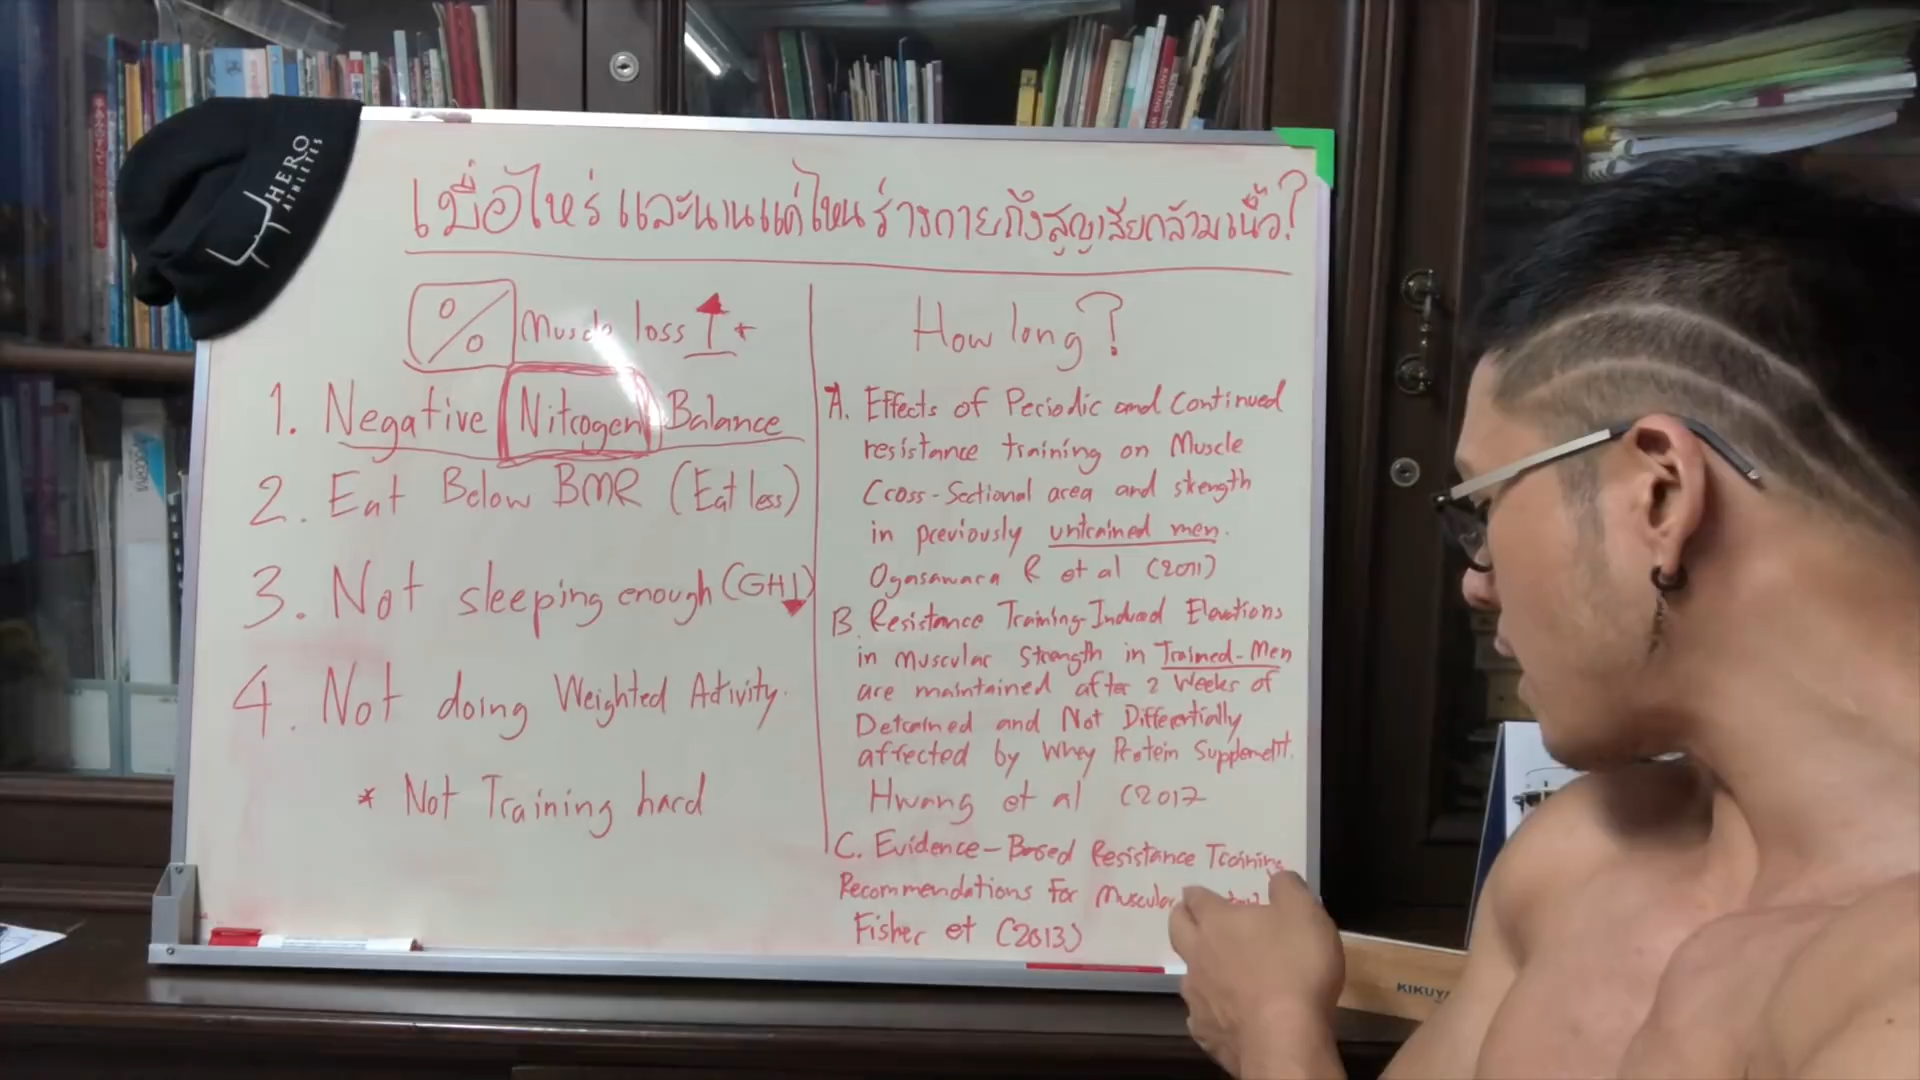 HERO
ATHLETES
เมื่อไหร่ และนานแค่ไหน ร่างกายถึงสูญเสียกล้ามเนื้อ?
% Muscle loss ↑ *
1. Negative Nitrogen Balance
2. Eat Below BMR (Eat less)
3. Not sleeping enough (GH↓)
4. Not doing Weighted Activity.
* Not Training hard
How long?
A. Effects of Periodic and Continued
resistance training on Muscle
Cross-Sectional area and strength
in previously untrained men.
Ogasawara R et al (2011)
B. Resistance Training-Induced Elevations
in Muscular Strength in Trained-Men
are maintained after 2 Weeks of
Detrained and Not Differentially
affected by Whey Protein Supplement.
Hwang et al (2017
C. Evidence-Based Resistance Training
Recommendations For Muscular
Fisher et (2013)
KIKUYA